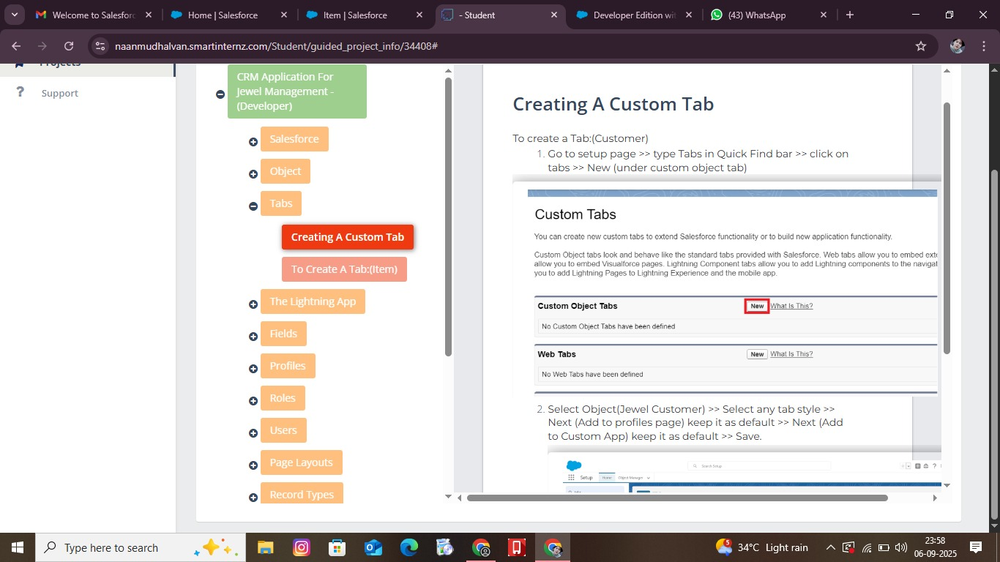 Welcome to Salesforc
Home | Salesforce
Item | Salesforce
- Student
Developer Edition wit
(43) WhatsApp
naanmudhalvan.smartinternz.com/Student/guided_project_info/34408#
Projects
Support
CRM Application For
Jewel Management -
(Developer)
Salesforce
Object
Tabs
Creating A Custom Tab
To Create A Tab:(Item)
The Lightning App
Fields
Profiles
Roles
Users
Page Layouts
Record Types
Creating A Custom Tab
To create a Tab:(Customer)
1. Go to setup page >> type Tabs in Quick Find bar >> click on
tabs >> New (under custom object tab)
Custom Tabs
You can create new custom tabs to extend Salesforce functionality or to build new application functionality.
Custom Object tabs look and behave like the standard tabs provided with Salesforce. Web tabs allow you to embed exte
allow you to embed Visualforce pages. Lightning Component tabs allow you to add Lightning components to the navigat
you to add Lightning Pages to Lightning Experience and the mobile app.
Custom Object Tabs New What Is This?
No Custom Object Tabs have been defined
Web Tabs New What Is This?
No Web Tabs have been defined
2. Select Object(Jewel Customer) >> Select any tab style >>
Next (Add to profiles page) keep it as default >> Next (Add
to Custom App) keep it as default >> Save.
Search Setup
Setup Home Object Manager
Type here to search
5
34°C Light rain
23:58
06-09-2025